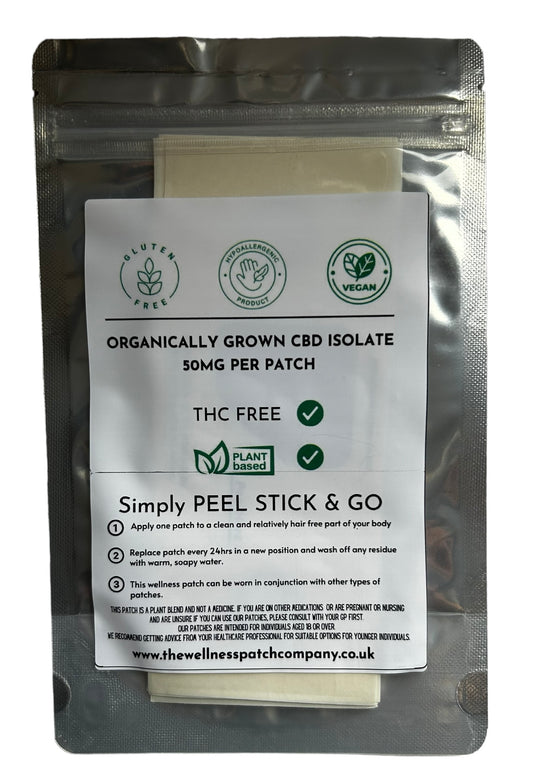 GLUTEN
FREE
HYPOALLERGENIC
PRODUCT
VEGAN
ORGANICALLY GROWN CBD ISOLATE
50MG PER PATCH
THC FREE
PLANT
based
Simply PEEL STICK & GO
1 Apply one patch to a clean and relatively hair free part of your body
2 Replace patch every 24hrs in a new position and wash off any residue
with warm, soapy water.
3 This wellness patch can be worn in conjunction with other types of
patches.
THIS PATCH IS A PLANT BLEND AND NOT A MEDICINE. IF YOU ARE ON OTHER MEDICATIONS OR ARE PREGNANT OR NURSING
AND ARE UNSURE IF YOU CAN USE OUR PATCHES, PLEASE CONSULT WITH YOUR GP FIRST.
OUR PATCHES ARE INTENDED FOR INDIVIDUALS AGED 18 OR OVER
WE RECOMMEND GETTING ADVICE FROM YOUR HEALTHCARE PROFESSIONAL FOR SUITABLE OPTIONS FOR YOUNGER INDIVIDUALS.
www.thewellnesspatchcompany.co.uk